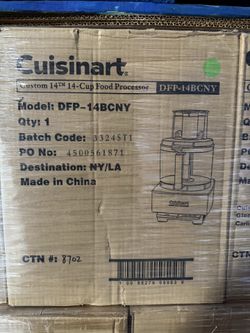 Cuisinart®
Custom 14™ 14-Cup Food Processor DFP-14BCNY
Model: DFP-14BCNY
Qty: 1
Batch Code: 33245T1
PO No: 4500561871
Destination: NY/LA
Made in China
CTN #: 8702